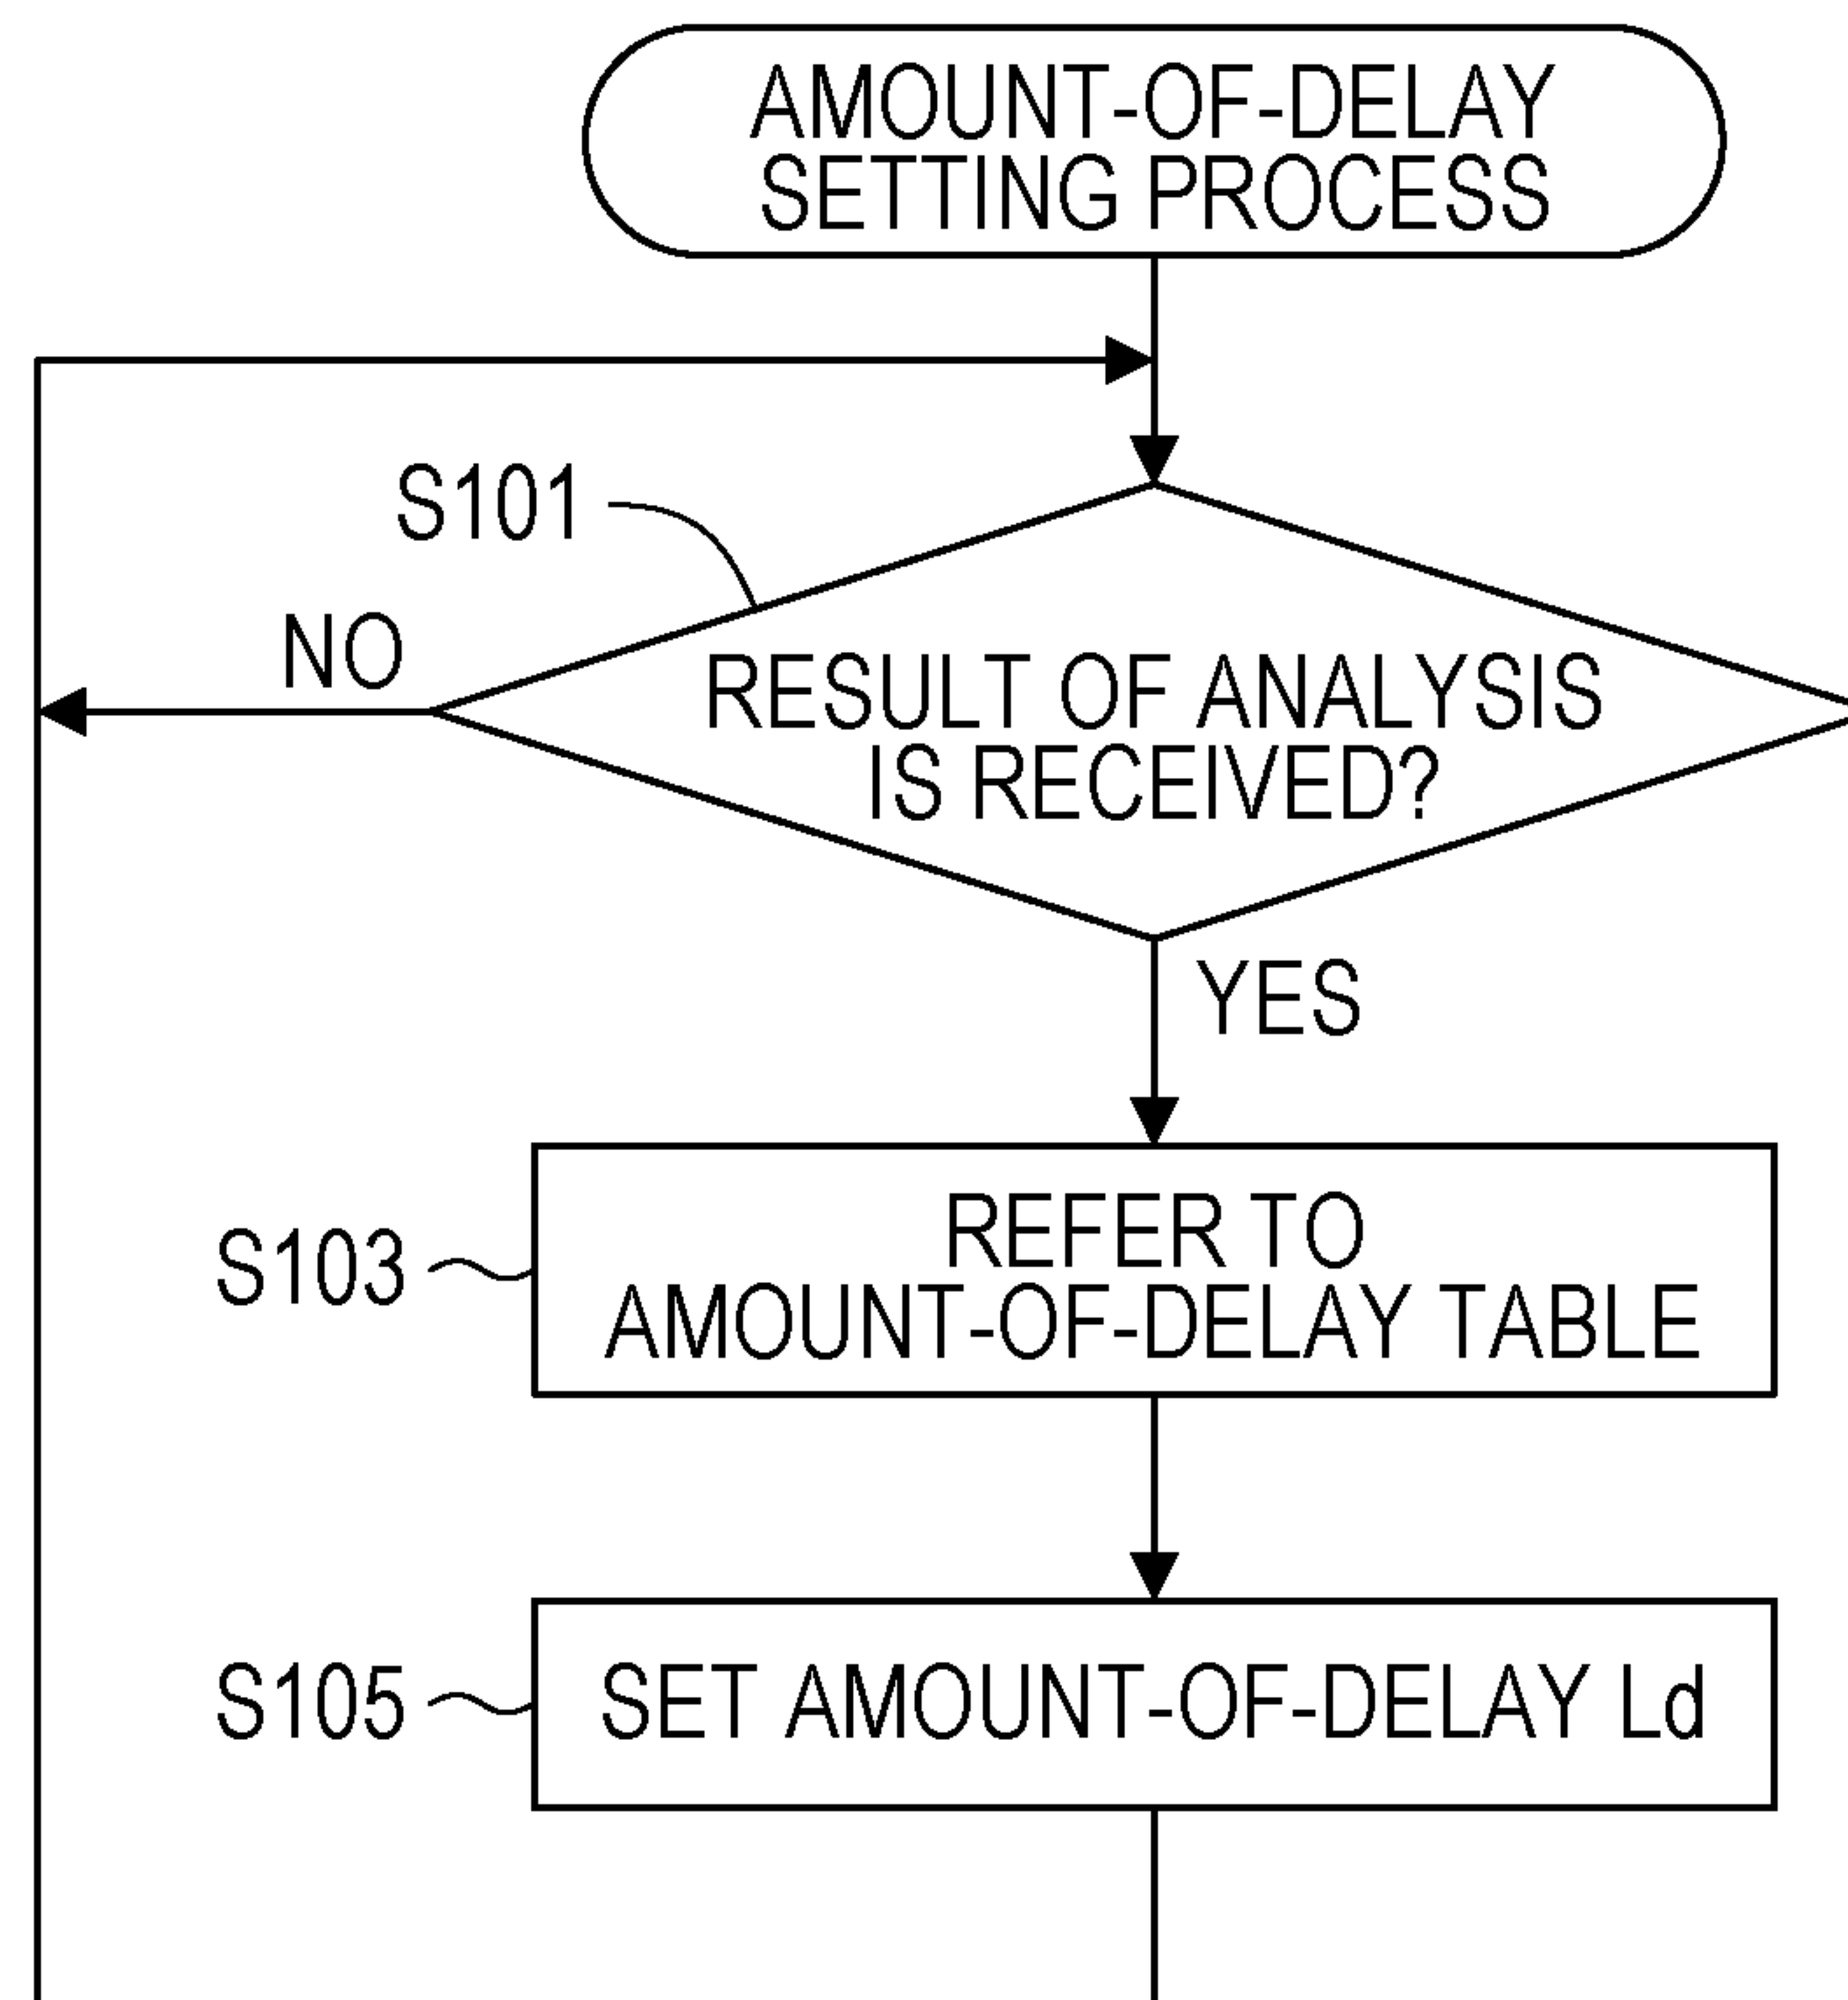 AMOUNT-OF-DELAY
SETTING PROCESS
S101
NO
RESULT OF ANALYSIS
IS RECEIVED?
YES
S103
REFER TO
AMOUNT-OF-DELAY TABLE
S105
SET AMOUNT-OF-DELAY Ld